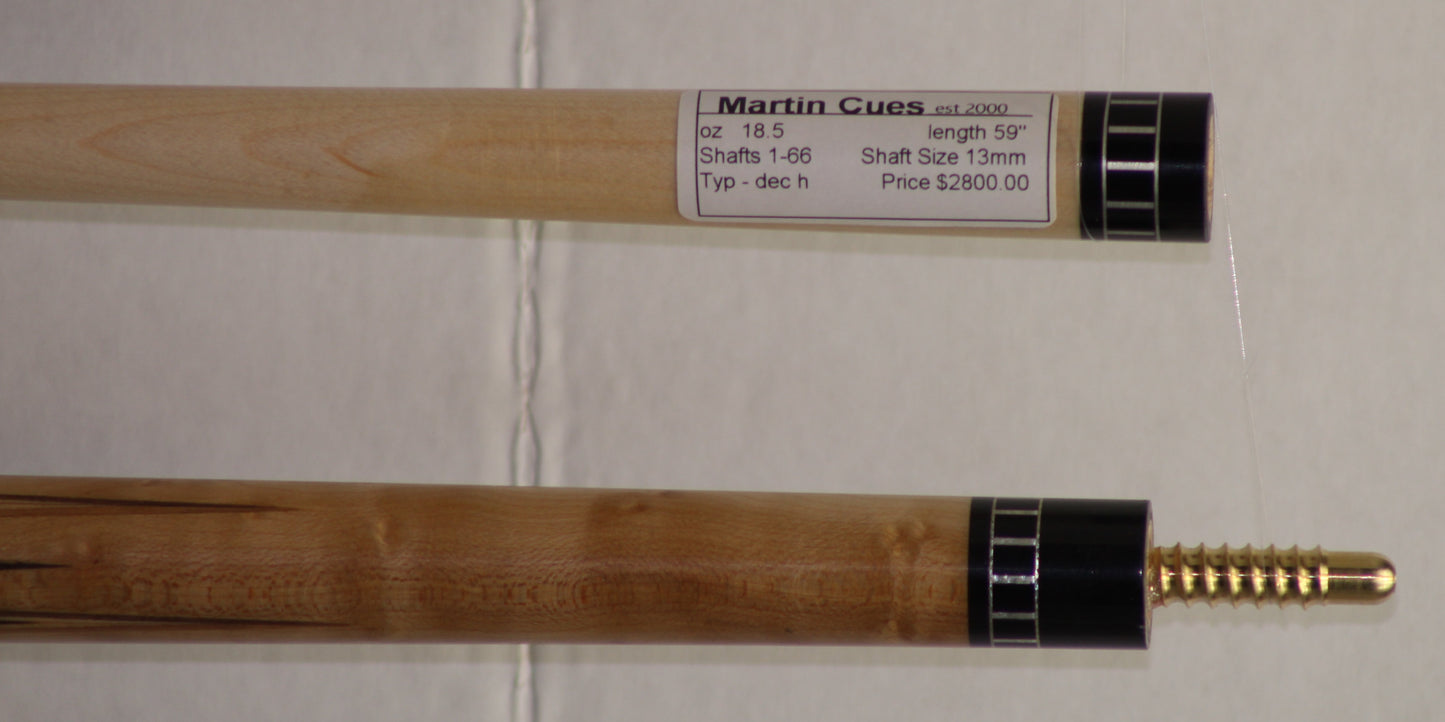 Martin Cues est 2000
oz 18.5 length 59"
Shafts 1-66 Shaft Size 13mm
Typ - dec h Price $2800.00